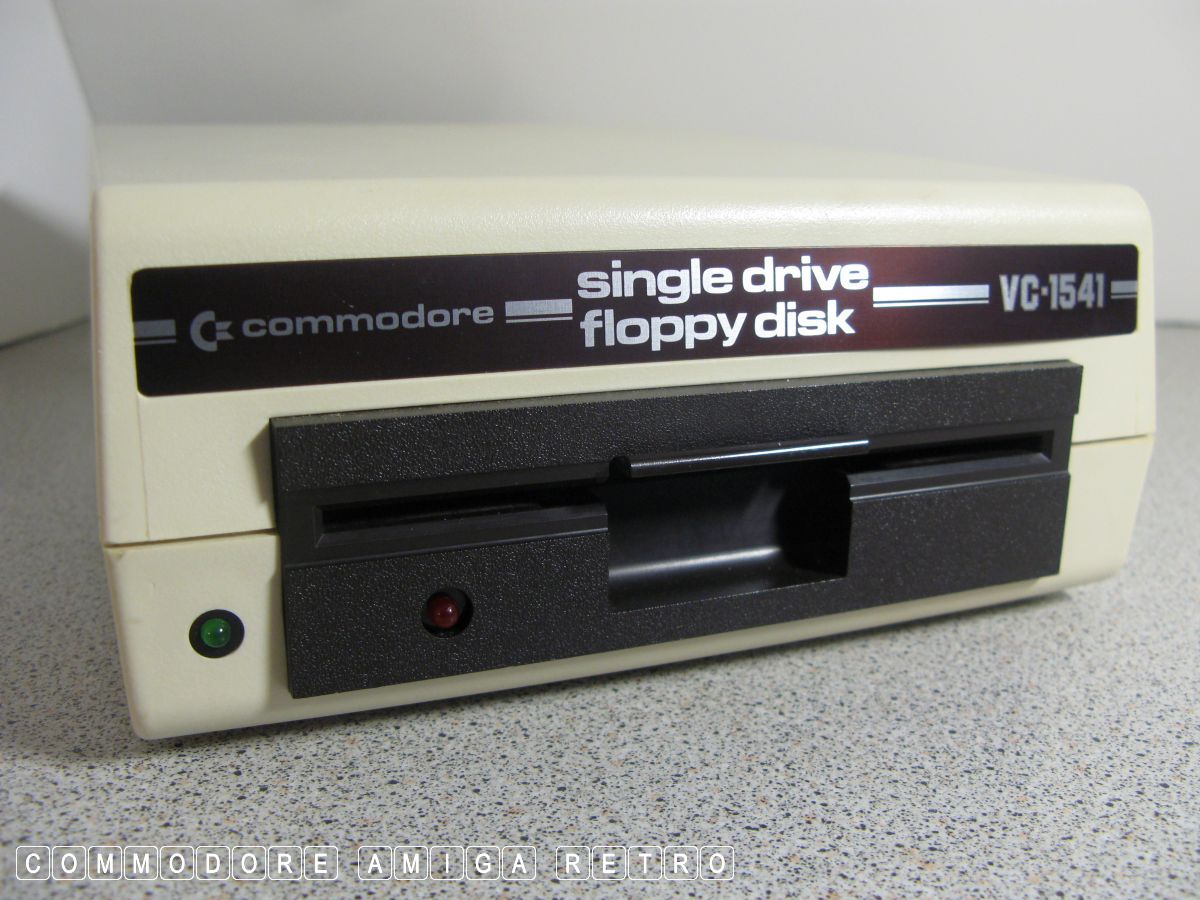 commodore
single drive
floppy disk
VC-1541
COMMODORE AMIGA RETRO